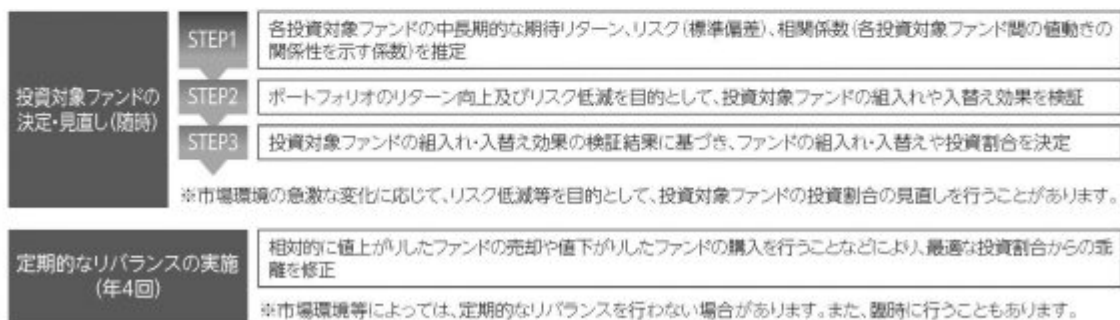 投資対象ファンドの
決定・見直し(随時)
STEP1
各投資対象ファンドの中長期的な期待リターン、リスク(標準偏差)、相関係数(各投資対象ファンド間の値動きの
関係性を示す係数)を推定
STEP2
ポートフォリオのリターン向上及びリスク低減を目的として、投資対象ファンドの組入れや入替え効果を検証
STEP3
投資対象ファンドの組入れ・入替え効果の検証結果に基づき、ファンドの組入れ・入替えや投資割合を決定
※市場環境の急激な変化に応じて、リスク低減等を目的として、投資対象ファンドの投資割合の見直しを行うことがあります。
定期的なリバランスの実施
(年4回)
相対的に値上がりしたファンドの売却や値下がりしたファンドの購入を行うことなどにより、最適な投資割合からの乖
離を修正
※市場環境等によっては、定期的なリバランスを行わない場合があります。また、臨時に行うこともあります。